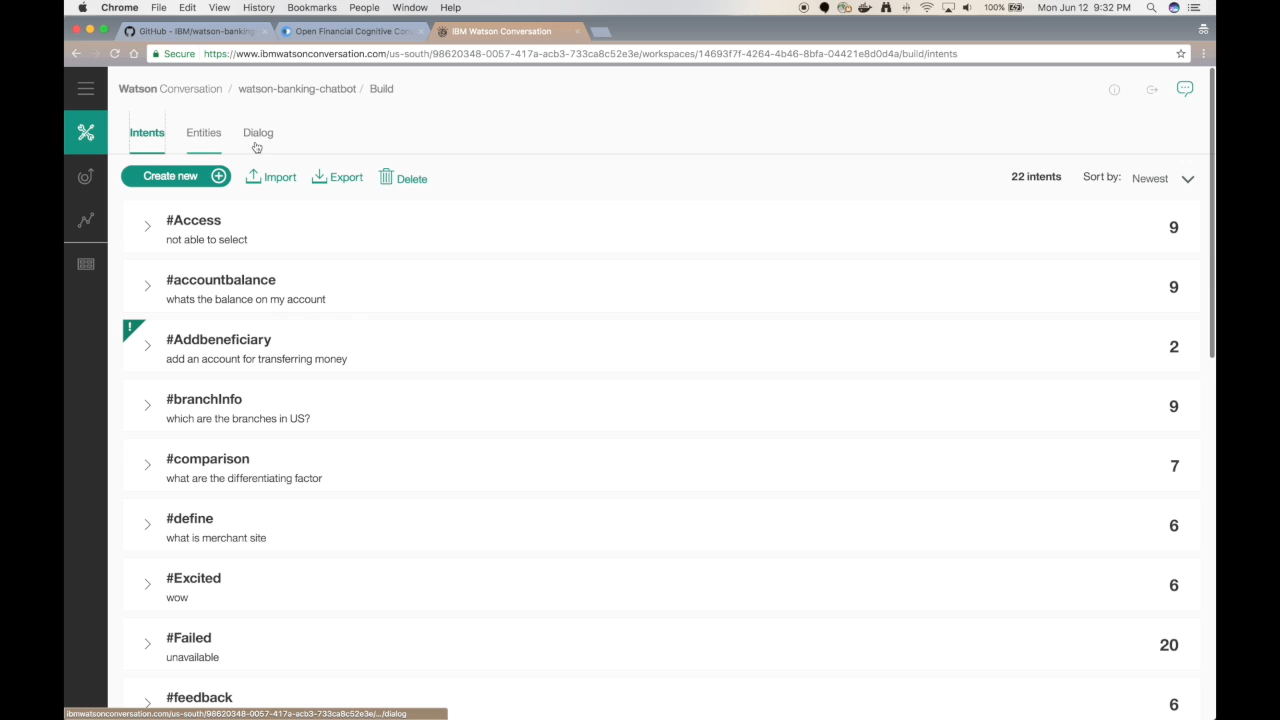 Chrome File Edit View History Bookmarks People Window Help 100% Mon Jun 12 9:32 PM
GitHub - IBM/watson-banking- Open Financial Cognitive Con IBM Watson Conversation
Secure https://www.ibmwatsonconversation.com/us-south/98620348-0057-417a-acb3-733ca8c52e3e/workspaces/14693f7f-4264-4b46-8bfa-04421e8d0d4a/build/intents
Watson Conversation / watson-banking-chatbot / Build
Intents Entities Dialog
Create new Import Export Delete 22 intents Sort by: Newest
#Access
not able to select
9
#accountbalance
whats the balance on my account
9
!
#Addbeneficiary
add an account for transferring money
2
#branchInfo
which are the branches in US?
9
#comparison
what are the differentiating factor
7
#define
what is merchant site
6
#Excited
wow
6
#Failed
unavailable
20
#feedback
6
ibmwatsonconversation.com/us-south/98620348-0057-417a-acb3-733ca8c52e3e/.../dialog